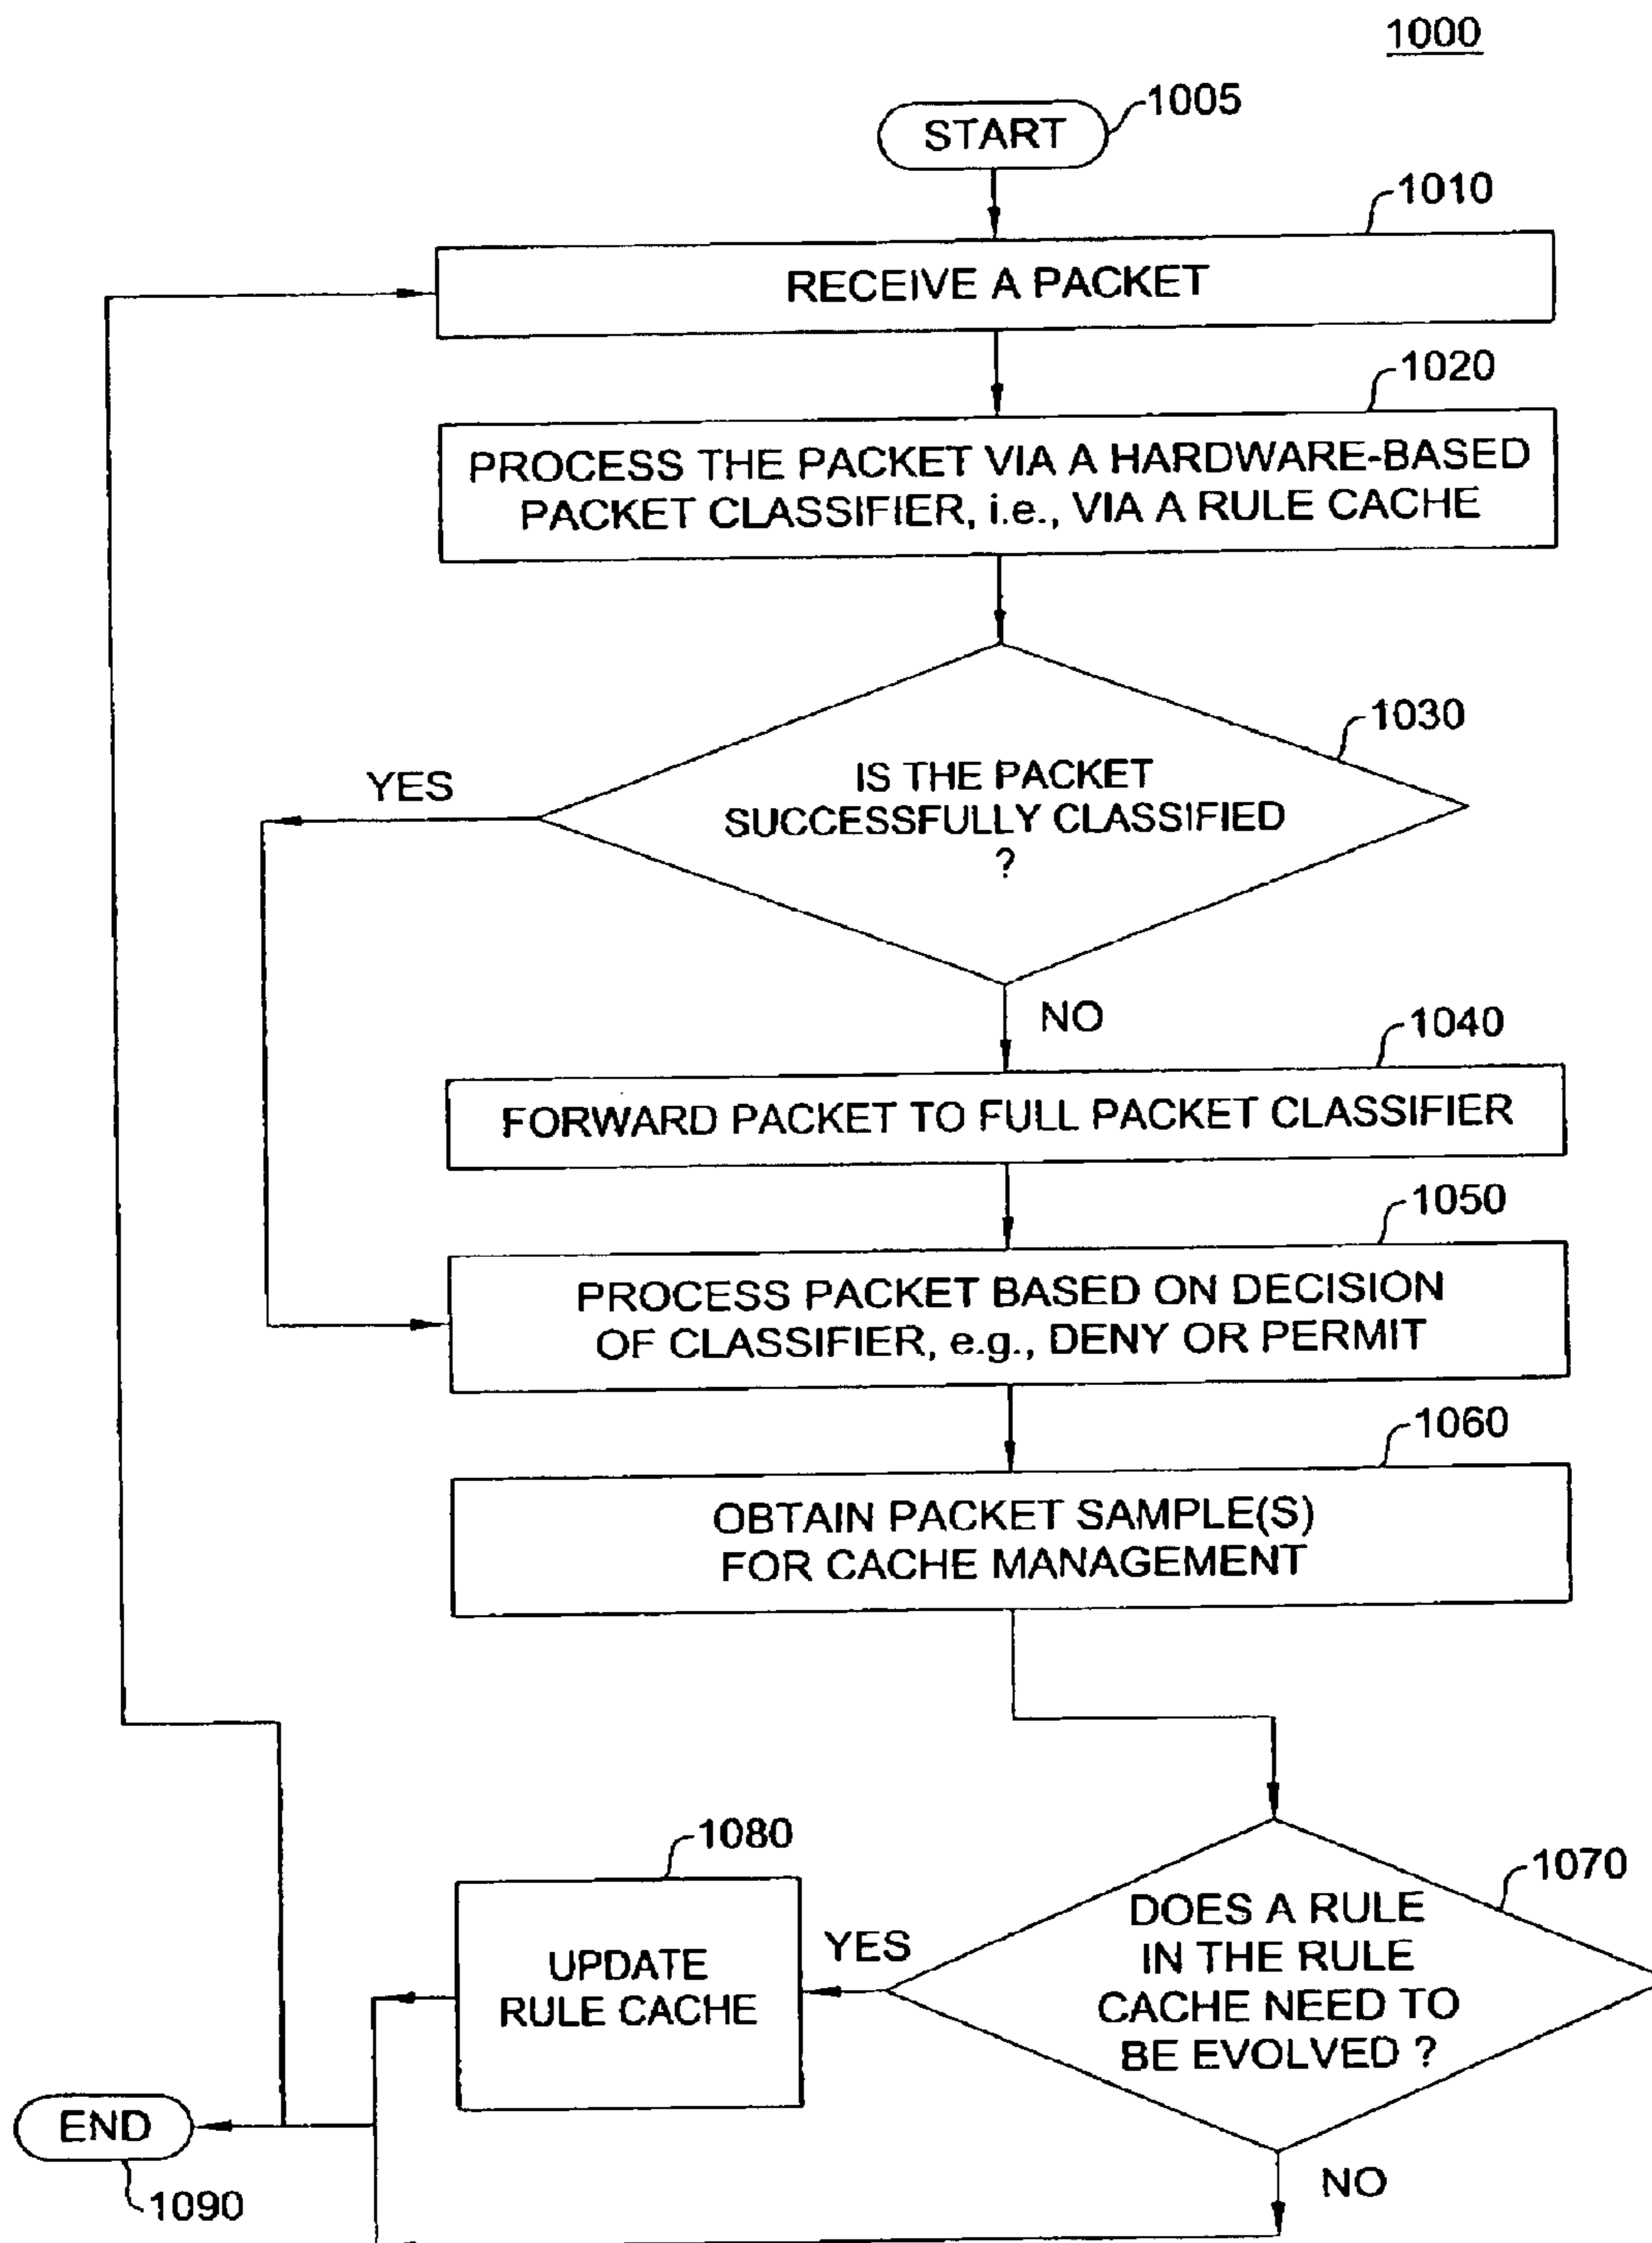 1000
START
1005
1010
RECEIVE A PACKET
1020
PROCESS THE PACKET VIA A HARDWARE-BASED
PACKET CLASSIFIER, i.e., VIA A RULE CACHE
1030
IS THE PACKET
SUCCESSFULLY CLASSIFIED
?
YES
NO
1040
FORWARD PACKET TO FULL PACKET CLASSIFIER
1050
PROCESS PACKET BASED ON DECISION
OF CLASSIFIER, e.g., DENY OR PERMIT
1060
OBTAIN PACKET SAMPLE(S)
FOR CACHE MANAGEMENT
1070
DOES A RULE
IN THE RULE
CACHE NEED TO
BE EVOLVED ?
YES
1080
UPDATE
RULE CACHE
NO
END
1090